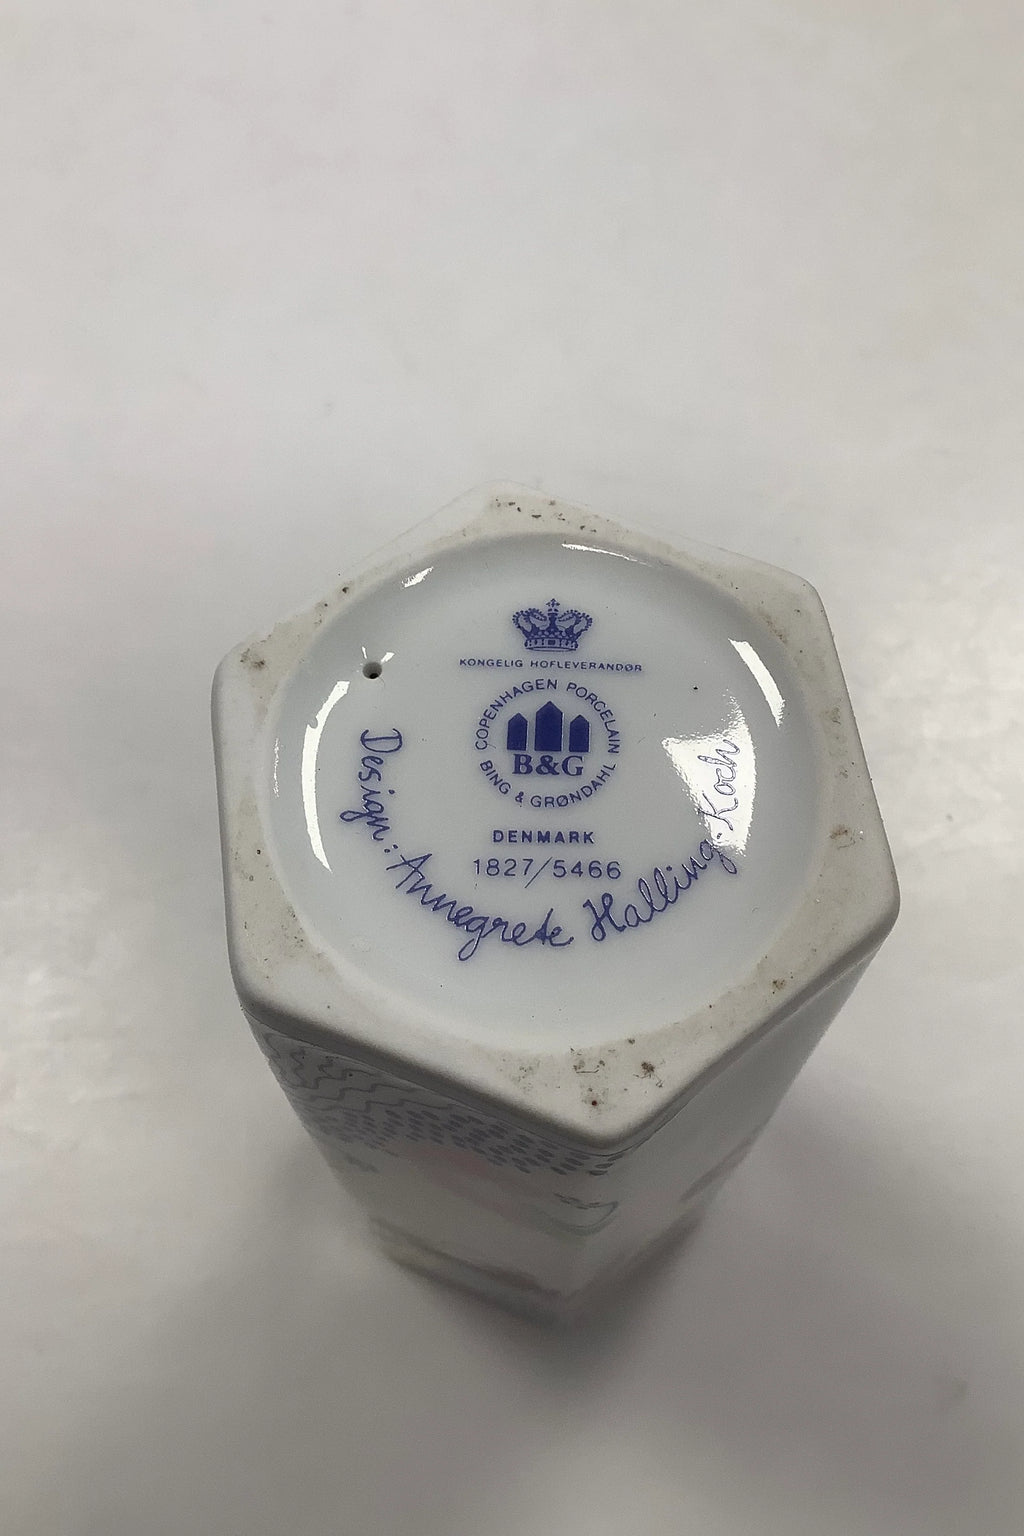 KONGELIG HOFLEVERANDØR
COPENHAGEN PORCELAIN
B&G
BING & GRØNDAHL
DENMARK
1827/5466
Design: Annegrete Halling-Koch